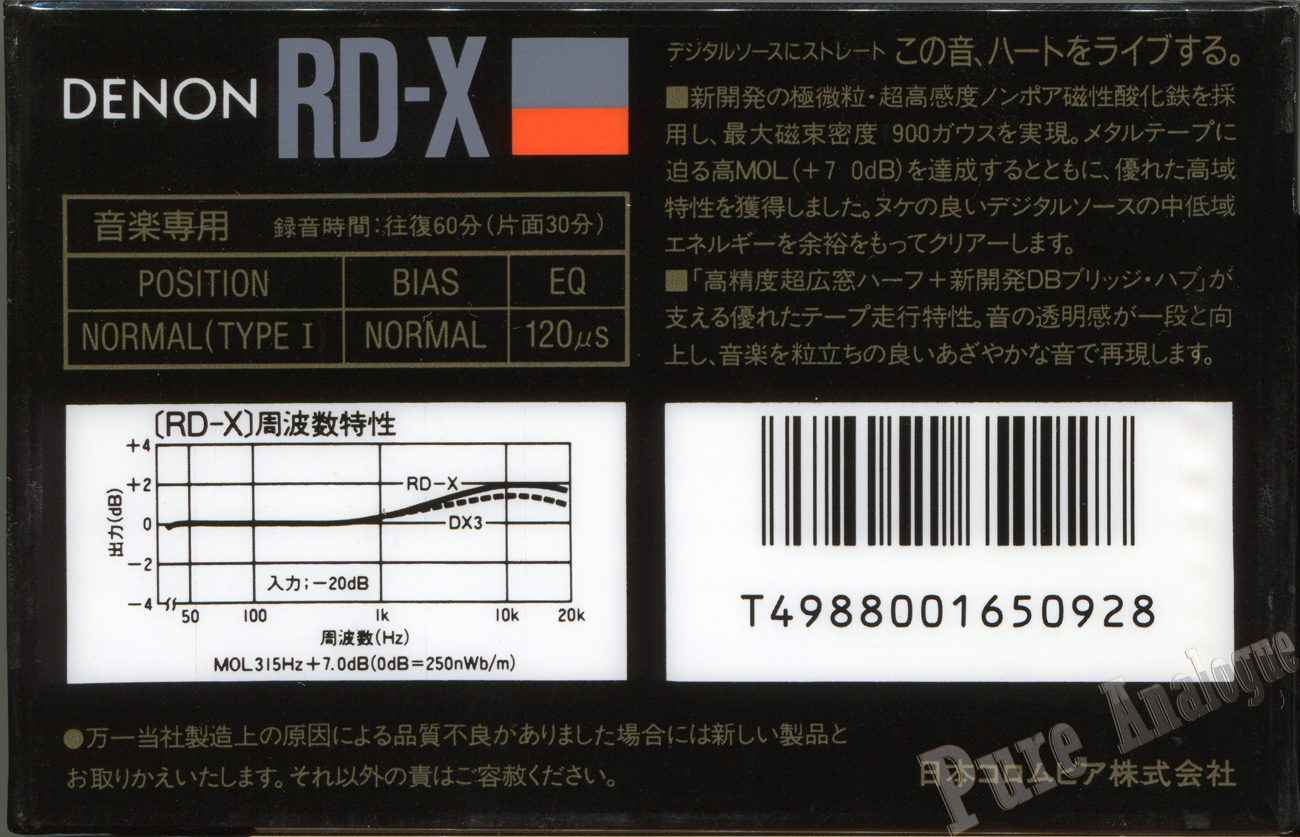 DENON RD-X
音楽専用 録音時間:往復60分(片面30分)
POSITION BIAS EQ
NORMAL(TYPE I) NORMAL 120μs
デジタルソースにストレート この音、ハートをライブする。
■新開発の極微粒・超高感度ノンポア磁性酸化鉄を採
用し、最大磁束密度1900ガウスを実現。メタルテープに
迫る高MOL(+7 0dB)を達成するとともに、優れた高域
特性を獲得しました。ヌケの良いデジタルソースの中低域
エネルギーを余裕をもってクリアーします。
■「高精度超広窓ハーフ+新開発DBブリッジ・ハブ」が
支える優れたテープ走行特性。音の透明感が一段と向
上し、音楽を粒立ちの良いあざやかな音で再現します。
〔RD-X〕周波数特性
出力(dB)
+4
+2
0
-2
-4
RD-X
DX3
入力;-20dB
50 100 1k 10k 20k
周波数(Hz)
MOL315Hz+7.0dB(0dB=250nWb/m)
T4988001650928
●万一当社製造上の原因による品質不良がありました場合には新しい製品と
お取りかえいたします。それ以外の責はご容赦ください。
日本コロムビア株式会社
Pure Analogue